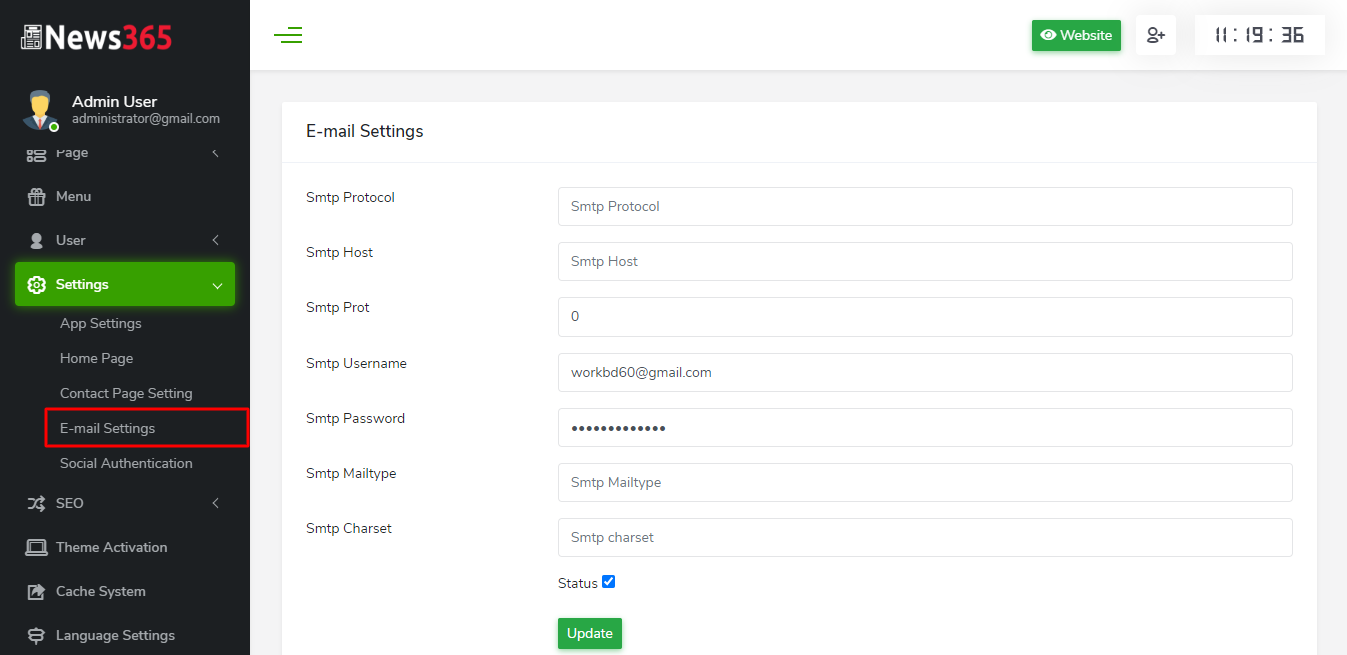 News365
Admin User
administrator@gmail.com
Page
Menu
User
Settings
App Settings
Home Page
Contact Page Setting
E-mail Settings
Social Authentication
SEO
Theme Activation
Cache System
Language Settings
Website
11:19:36
E-mail Settings
Smtp Protocol
Smtp Protocol
Smtp Host
Smtp Host
Smtp Prot
0
Smtp Username
workbd60@gmail.com
Smtp Password
•••••••••••••
Smtp Mailtype
Smtp Mailtype
Smtp Charset
Smtp charset
Status
Update